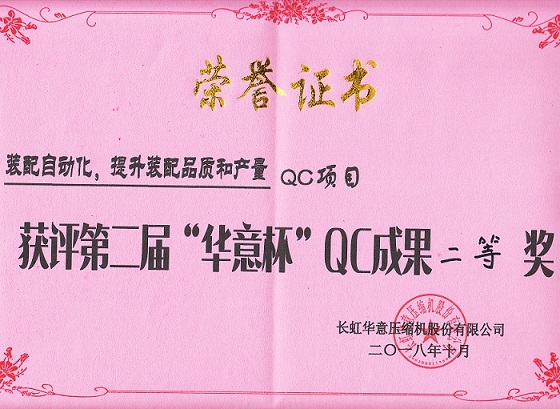 荣誉证书
装配自动化，提升装配品质和产量 QC项目
获评第二届“华意杯”QC成果二等 奖
长虹华意压缩机股份有限公司
二〇一八年十月